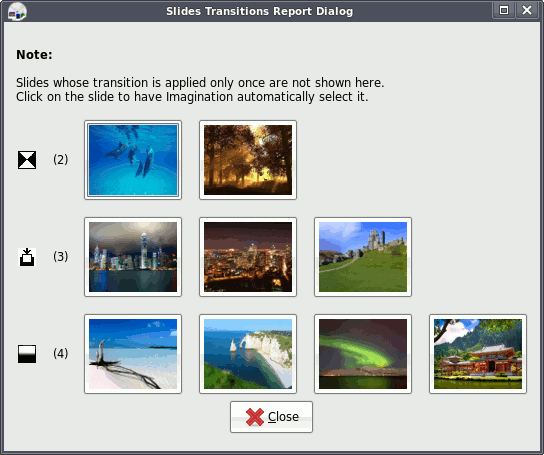 Slides Transitions Report Dialog
Note:
Slides whose transition is applied only once are not shown here.
Click on the slide to have Imagination automatically select it.
(2)
(3)
(4)
Close